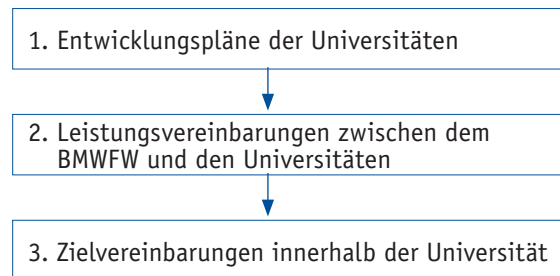 1. Entwicklungspläne der Universitäten
2. Leistungsvereinbarungen zwischen dem
BMWFW und den Universitäten
3. Zielvereinbarungen innerhalb der Universität